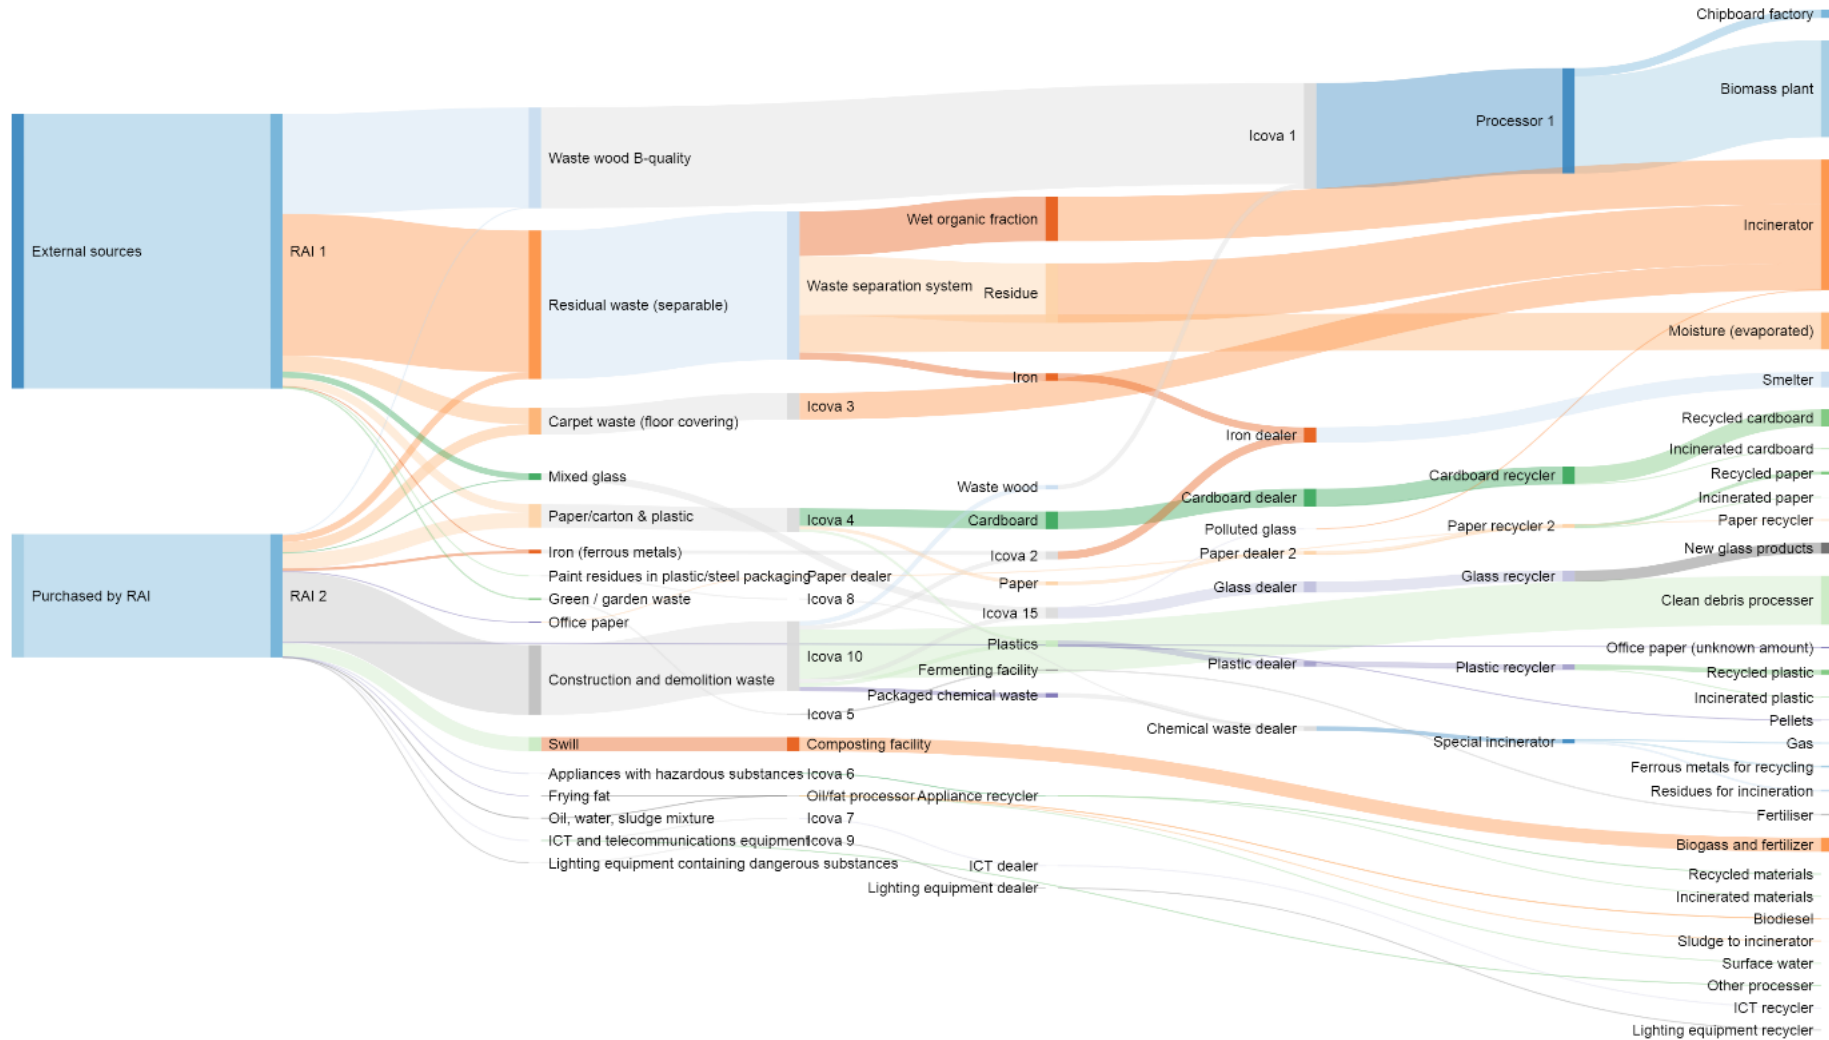 Chipboard factory
Biomass plant
Processor 1
Icova 1
Waste wood B-quality
Wet organic fraction
Incinerator
External sources
RAI 1
Waste separation system
Residue
Residual waste (separable)
Moisture (evaporated)
Iron
Smelter
Icova 3
Recycled cardboard
Carpet waste (floor covering)
Iron dealer
Incinerated cardboard
Mixed glass
Cardboard recycler
Recycled paper
Waste wood
Cardboard dealer
Incinerated paper
Paper/carton & plastic
Icova 4
Cardboard
Polluted glass
Paper recycler 2
Paper recycler
Iron (ferrous metals)
Icova 2
Paper dealer 2
New glass products
Paint residues in plastic/steel packaging
Paper dealer
Paper
Glass dealer
Glass recycler
Purchased by RAI
RAI 2
Green / garden waste
Icova 8
Clean debris processer
Office paper
Icova 15
Plastics
Office paper (unknown amount)
Icova 10
Fermenting facility
Plastic dealer
Plastic recycler
Recycled plastic
Construction and demolition waste
Packaged chemical waste
Incinerated plastic
Icova 5
Pellets
Chemical waste dealer
Special incinerator
Gas
Swill
Composting facility
Ferrous metals for recycling
Appliances with hazardous substances
Icova 6
Residues for incineration
Frying fat
Oil/fat processor
Appliance recycler
Fertiliser
Oil, water, sludge mixture
Icova 7
Biogass and fertilizer
ICT and telecommunications equipment
Icova 9
Lighting equipment containing dangerous substances
ICT dealer
Recycled materials
Lighting equipment dealer
Incinerated materials
Biodiesel
Sludge to incinerator
Surface water
Other processer
ICT recycler
Lighting equipment recycler